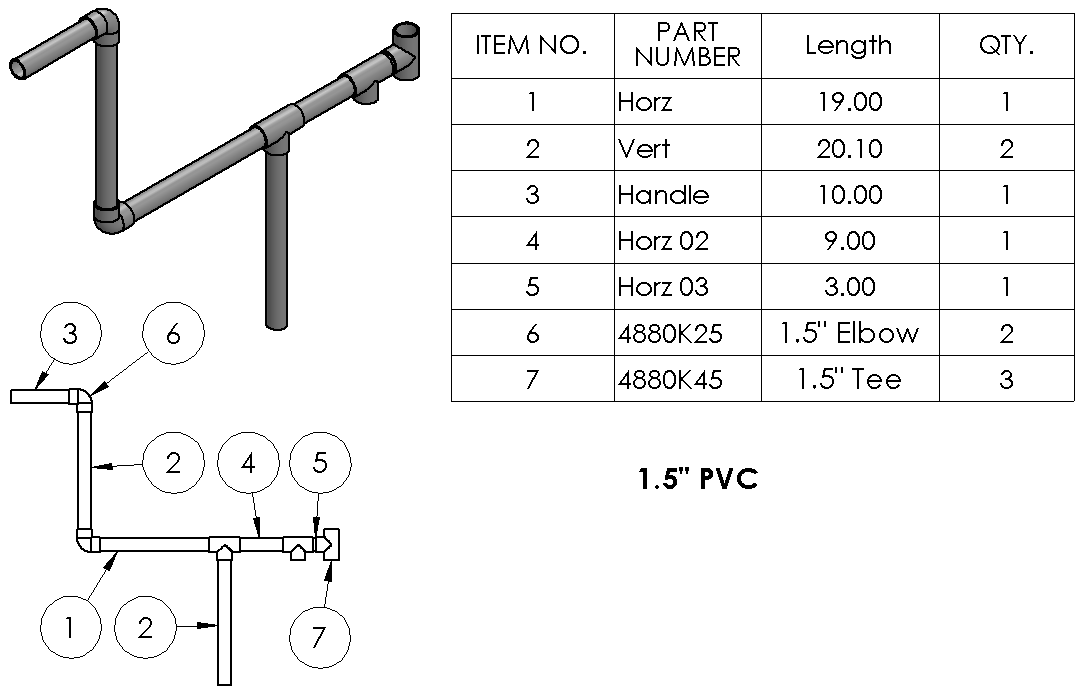 ITEM NO. PART NUMBER Length QTY.
1 Horz 19.00 1
2 Vert 20.10 2
3 Handle 10.00 1
4 Horz 02 9.00 1
5 Horz 03 3.00 1
6 4880K25 1.5" Elbow 2
7 4880K45 1.5" Tee 3
3 6
2 4 5
1 2 7
1.5" PVC